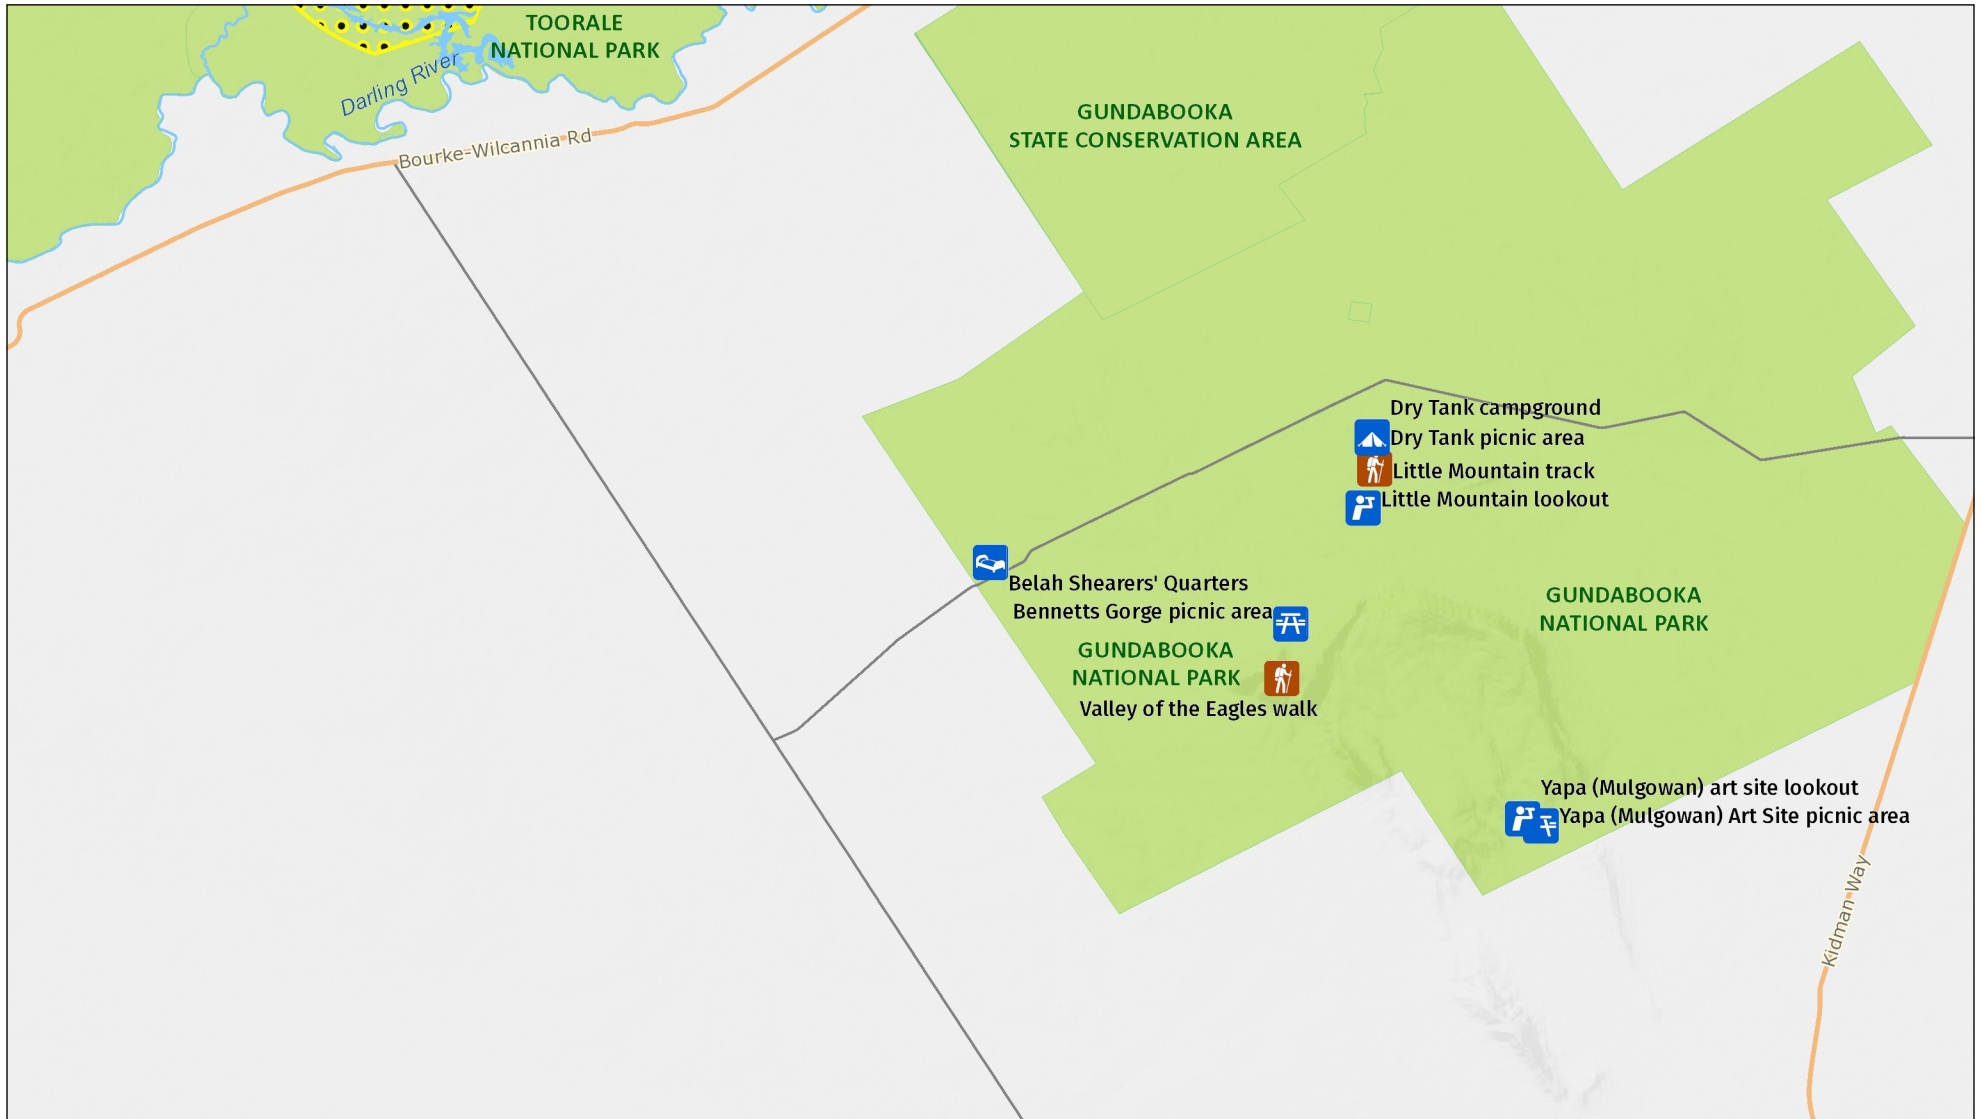 TOORALE
NATIONAL PARK
Darling River
Bourke-Wilcannia Rd
GUNDABOOKA
STATE CONSERVATION AREA
Dry Tank campground
Dry Tank picnic area
Little Mountain track
Little Mountain lookout
Belah Shearers' Quarters
Bennetts Gorge picnic area
GUNDABOOKA
NATIONAL PARK
GUNDABOOKA
NATIONAL PARK
Valley of the Eagles walk
Yapa (Mulgowan) art site lookout
Yapa (Mulgowan) Art Site picnic area
Kidman Way